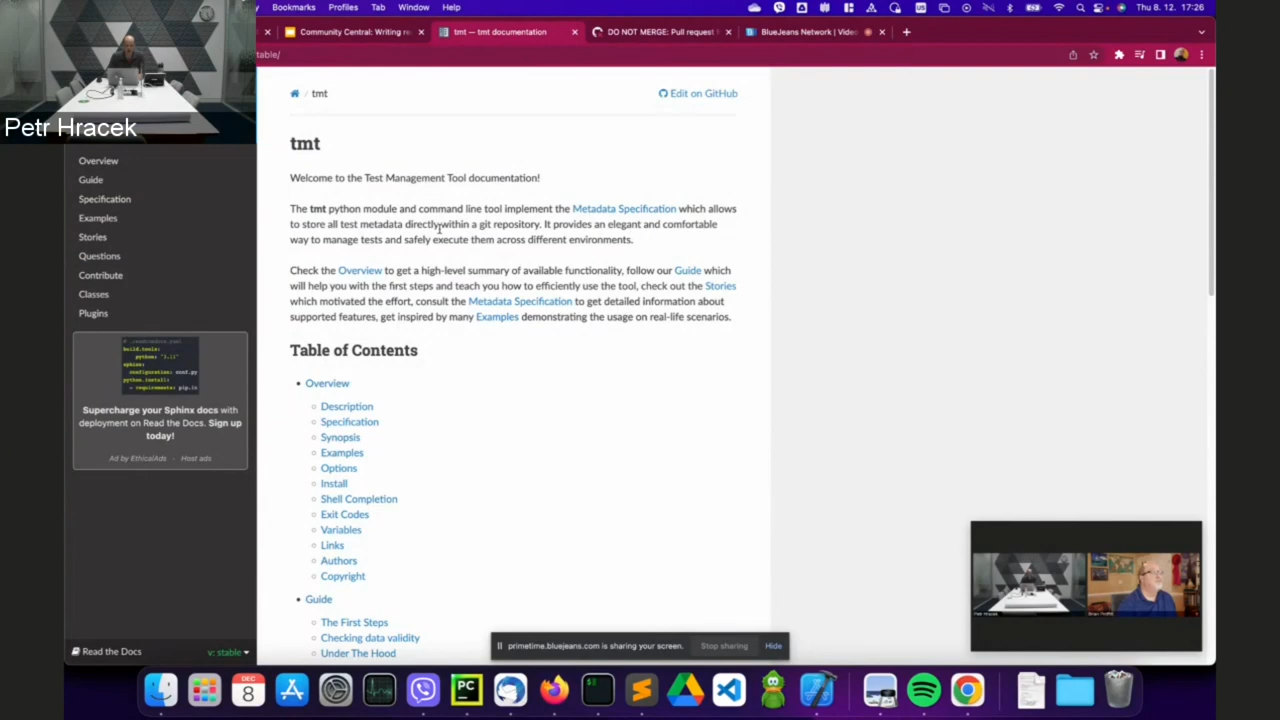 Bookmarks Profiles Tab Window Help
Thu 8. 12. 17:26
Community Central: Writing re
tmt — tmt documentation
DO NOT MERGE: Pull request
BlueJeans Network | Video
table/
Petr Hracek
Overview
Guide
Specification
Examples
Stories
Questions
Contribute
Classes
Plugins
build.tools:
sphinx:
python.install:
Supercharge your Sphinx docs with
deployment on Read the Docs. Sign up
today!
Ad by EthicalAds · Host ads
Read the Docs
v: stable
/ tmt
Edit on GitHub
tmt
Welcome to the Test Management Tool documentation!
The tmt python module and command line tool implement the Metadata Specification which allows
to store all test metadata directly within a git repository. It provides an elegant and comfortable
way to manage tests and safely execute them across different environments.
Check the Overview to get a high-level summary of available functionality, follow our Guide which
will help you with the first steps and teach you how to efficiently use the tool, check out the Stories
which motivated the effort, consult the Metadata Specification to get detailed information about
supported features, get inspired by many Examples demonstrating the usage on real-life scenarios.
Table of Contents
Overview
Description
Specification
Synopsis
Examples
Options
Install
Shell Completion
Exit Codes
Variables
Links
Authors
Copyright
Guide
The First Steps
Checking data validity
Under The Hood
primetime.bluejeans.com is sharing your screen.
Stop sharing
Hide
Petr Hracek
DEC
8
PC